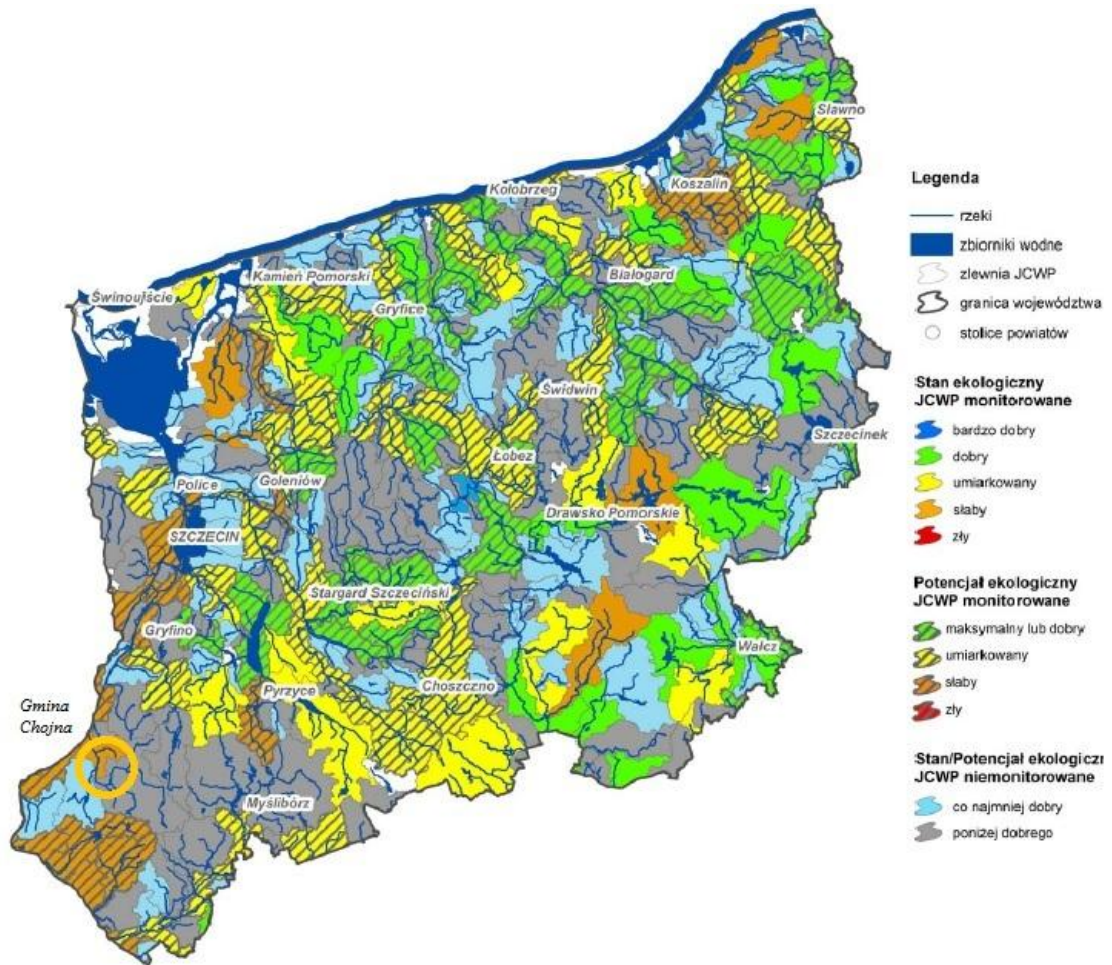 Sławno
Koszalin
Kołobrzeg
Białogard
Kamień Pomorski
Świnoujście
Gryfice
Świdwin
Szczecinek
Łobez
Goleniów
Police
Drawsko Pomorskie
SZCZECIN
Stargard Szczeciński
Gryfino
Wałcz
Choszczno
Pyrzyce
Gmina
Chojna
Myślibórz
Legenda
rzeki
zbiorniki wodne
zlewnia JCWP
granica województwa
stolice powiatów
Stan ekologiczny
JCWP monitorowane
bardzo dobry
dobry
umiarkowany
słaby
zły
Potencjał ekologiczny
JCWP monitorowane
maksymalny lub dobry
umiarkowany
słaby
zły
Stan/Potencjał ekologiczn
JCWP niemonitorowane
co najmniej dobry
poniżej dobrego